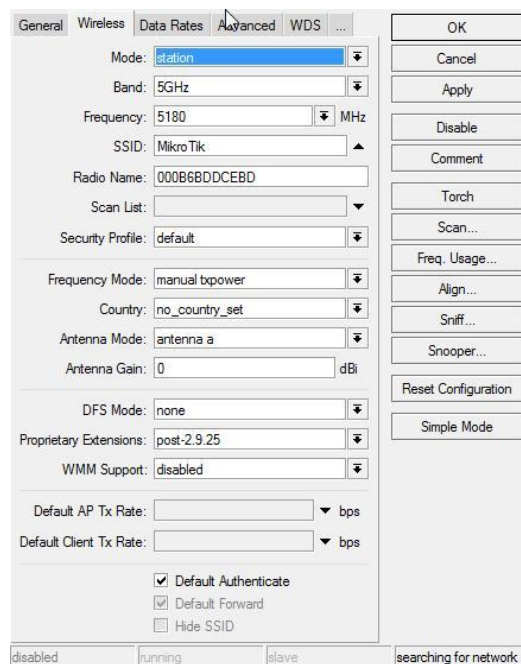 General Wireless Data Rates Advanced WDS ...
Mode: station
Band: 5GHz
Frequency: 5180 MHz
SSID: MikroTik
Radio Name: 000B6BDDCEBD
Scan List:
Security Profile: default
Frequency Mode: manual txpower
Country: no_country_set
Antenna Mode: antenna a
Antenna Gain: 0 dBi
DFS Mode: none
Proprietary Extensions: post-2.9.25
WMM Support: disabled
Default AP Tx Rate: bps
Default Client Tx Rate: bps
Default Authenticate
Default Forward
Hide SSID
OK
Cancel
Apply
Disable
Comment
Torch
Scan...
Freq. Usage...
Align...
Sniff...
Snooper...
Reset Configuration
Simple Mode
disabled running slave searching for network